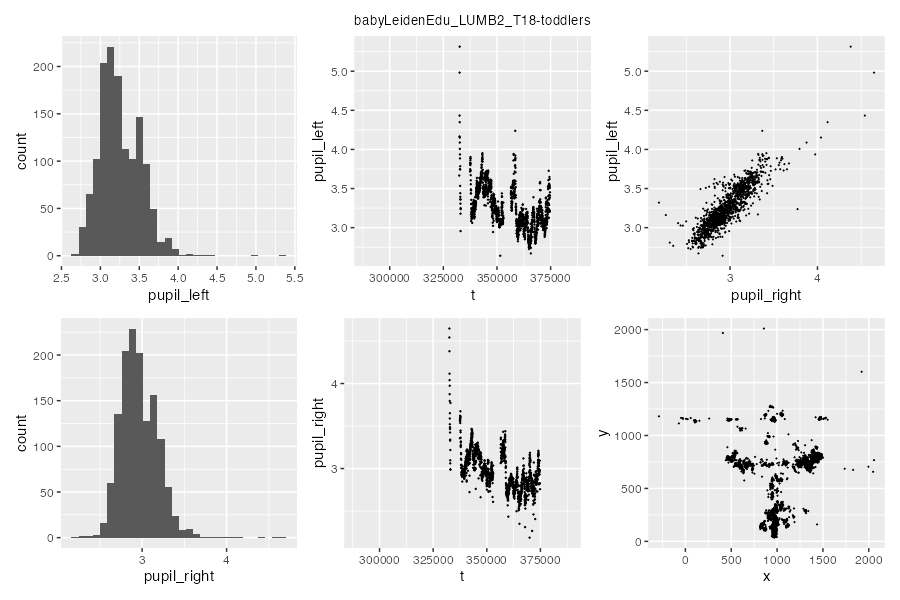 babyLeidenEdu_LUMB2_T18-toddlers
count
200
150
100
50
0
2.5 3.0 3.5 4.0 4.5 5.0 5.5
pupil_left
pupil_left
5.0
4.5
4.0
3.5
3.0
300000 325000 350000 375000
t
pupil_left
5.0
4.5
4.0
3.5
3.0
3 4
pupil_right
count
200
150
100
50
0
3 4
pupil_right
pupil_right
4
3
300000 325000 350000 375000
t
y
2000
1500
1000
500
0
0 500 1000 1500 2000
x